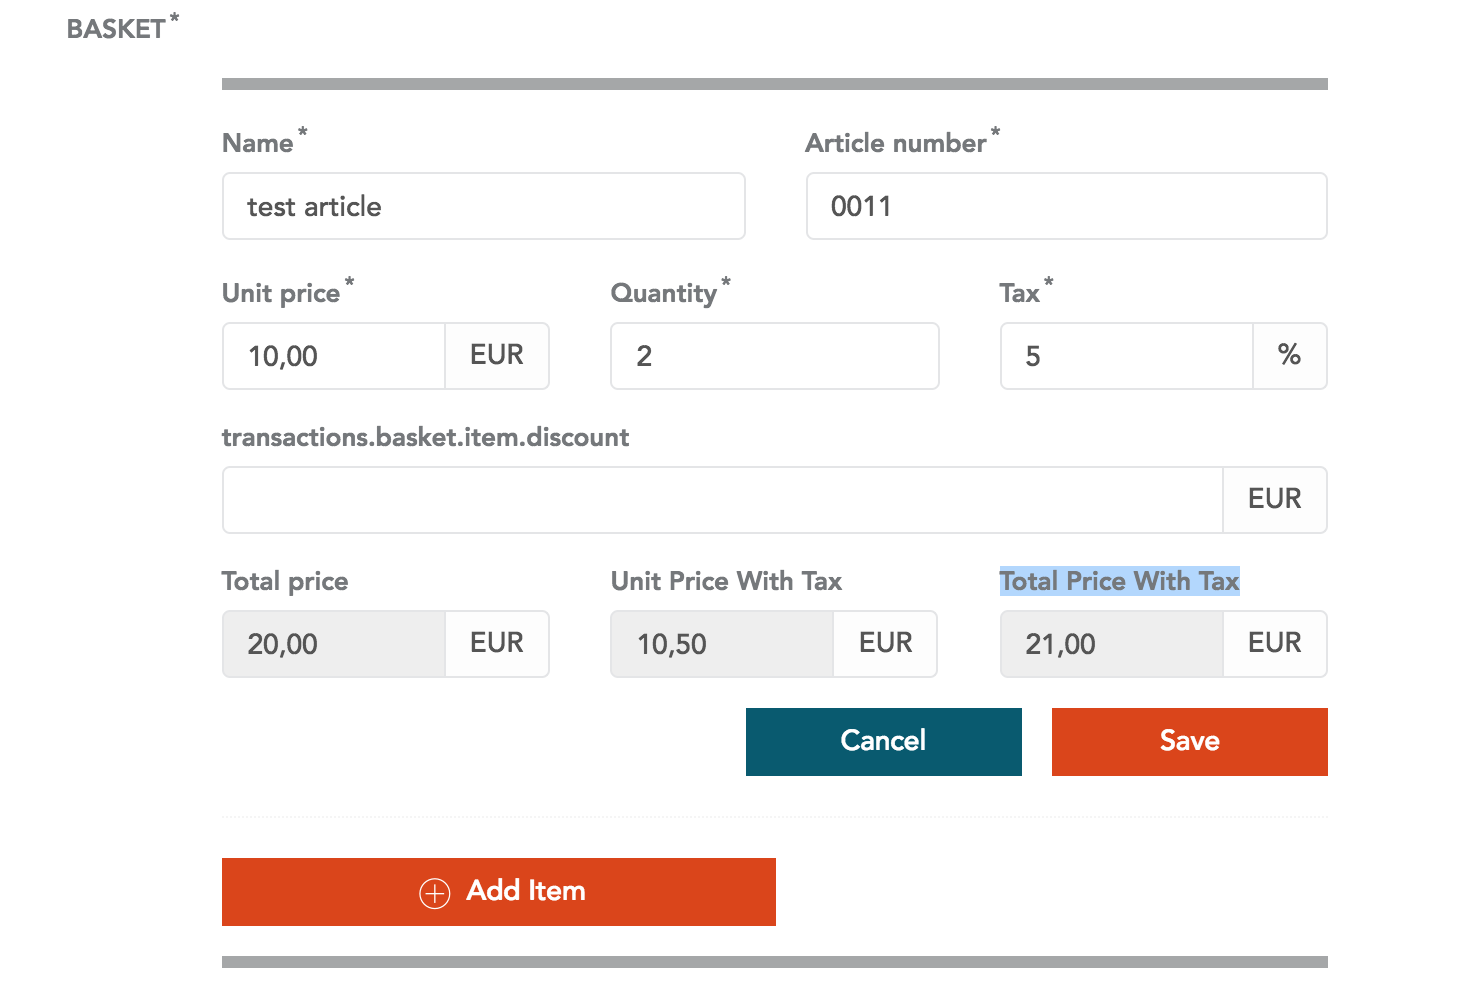 BASKET*
Name* Article number*
test article 0011
Unit price* Quantity* Tax*
10,00 EUR 2 5 %
transactions.basket.item.discount
EUR
Total price Unit Price With Tax Total Price With Tax
20,00 EUR 10,50 EUR 21,00 EUR
Cancel Save
Add Item